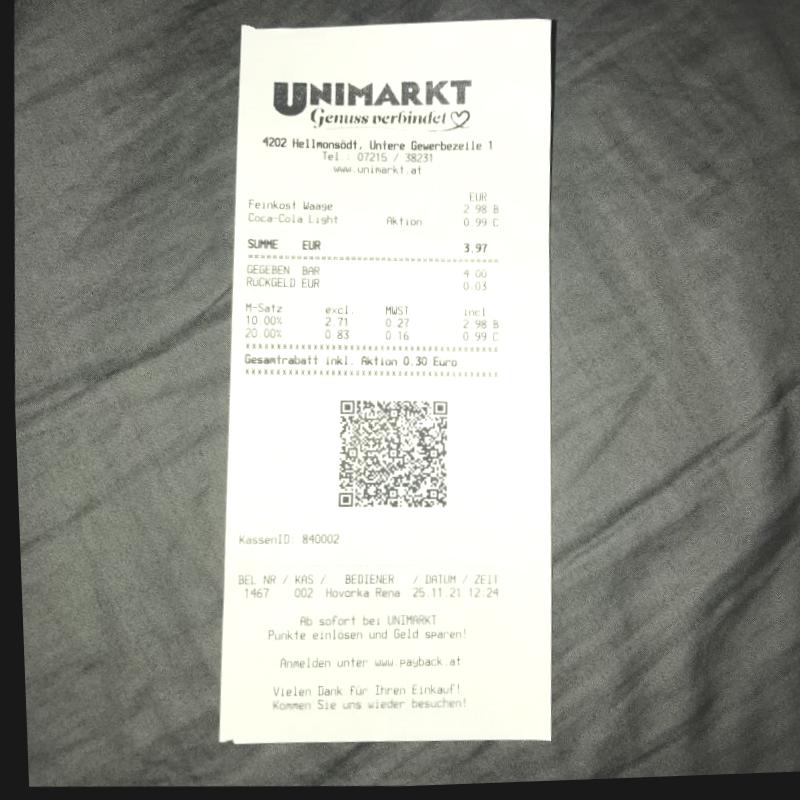 UNIMARKT
Genuss verbindet
4202 Hellmonsödt, Untere Gewerbezeile 1
Tel.: 07215 / 38231
www.unimarkt.at
EUR
Feinkost Waage 2.98 B
Coca-Cola Light Aktion 0.99 C
SUMME EUR 3.97
GEGEBEN BAR 4.00
RÜCKGELD EUR 0.03
M-Satz excl. MWST incl.
10.00% 2.71 0.27 2.98 B
20.00% 0.83 0.16 0.99 C
Gesamtrabatt inkl. Aktion 0.30 Euro
KassenID: 840002
BEL NR / KAS / BEDIENER / DATUM / ZEIT
1467 002 Hovorka Rena 25.11.21 12:24
Ab sofort bei UNIMARKT
Punkte einlösen und Geld sparen!
Anmelden unter www.payback.at
Vielen Dank für Ihren Einkauf!
Kommen Sie uns wieder besuchen!